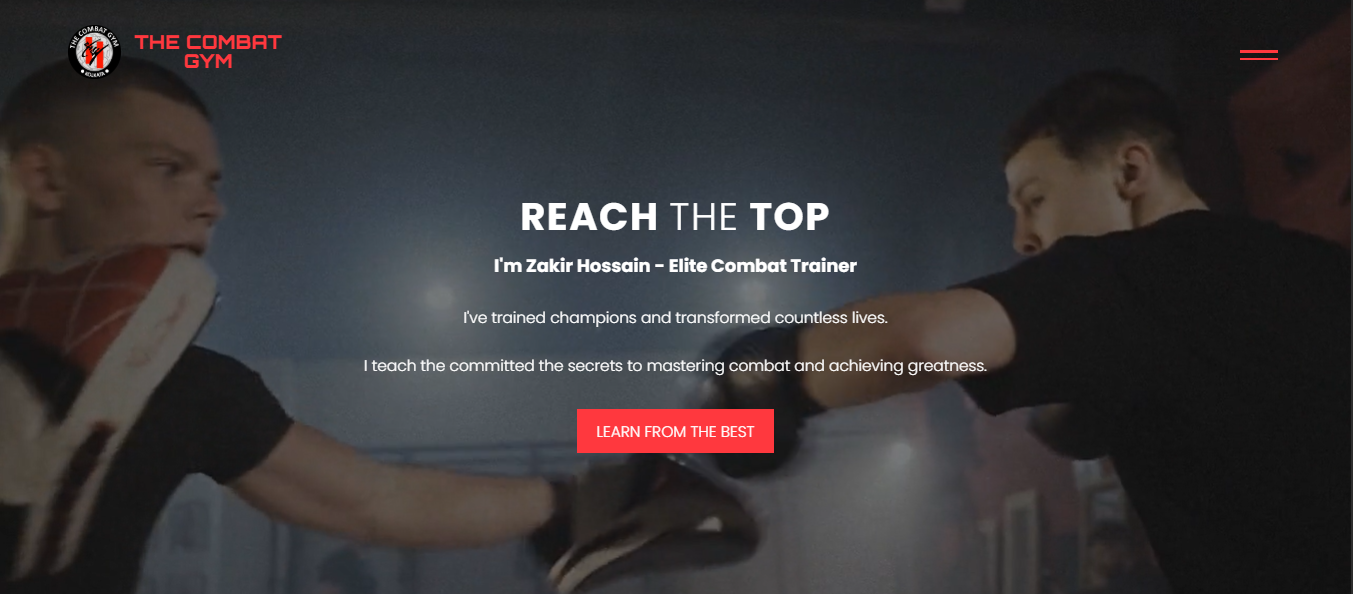 THE COMBAT GYM
KOLKATA
THE COMBAT
GYM
REACH THE TOP
I'm Zakir Hossain - Elite Combat Trainer
I've trained champions and transformed countless lives.
I teach the committed the secrets to mastering combat and achieving greatness.
LEARN FROM THE BEST